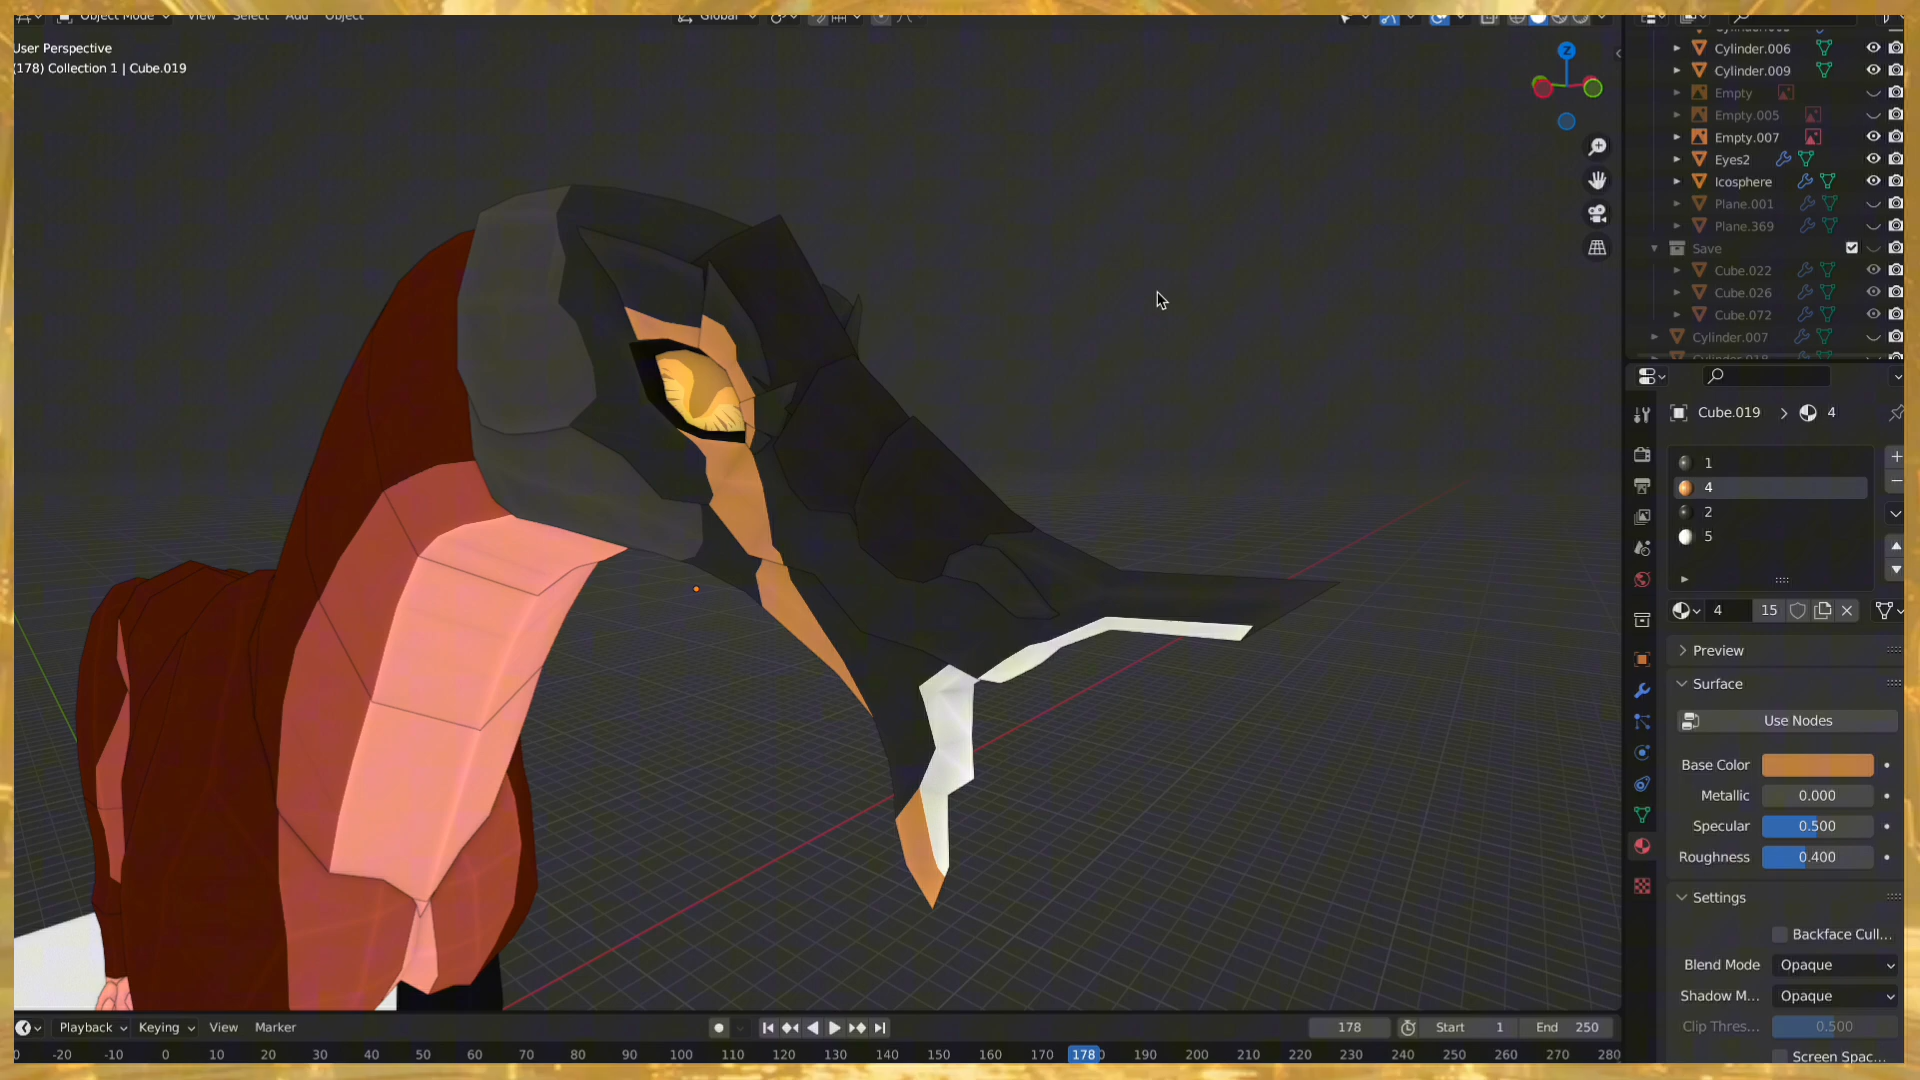 Object Mode View Select Add Object Global
User Perspective
(178) Collection 1 | Cube.019
Z
Cylinder.006
Cylinder.009
Empty
Empty.005
Empty.007
Eyes2
Icosphere
Plane.001
Plane.369
Save
Cube.022
Cube.026
Cube.072
Cylinder.007
Cube.019 > 4
1
4
2
5
4 15
Preview
Surface
Use Nodes
Base Color
Metallic 0.000
Specular 0.500
Roughness 0.400
Settings
Backface Cull...
Blend Mode Opaque
Shadow M... Opaque
Clip Thres... 0.500
Screen Spac...
Playback Keying View Marker 178 Start 1 End 250
-20 -10 0 10 20 30 40 50 60 70 80 90 100 110 120 130 140 150 160 170 178 190 200 210 220 230 240 250 260 270 280